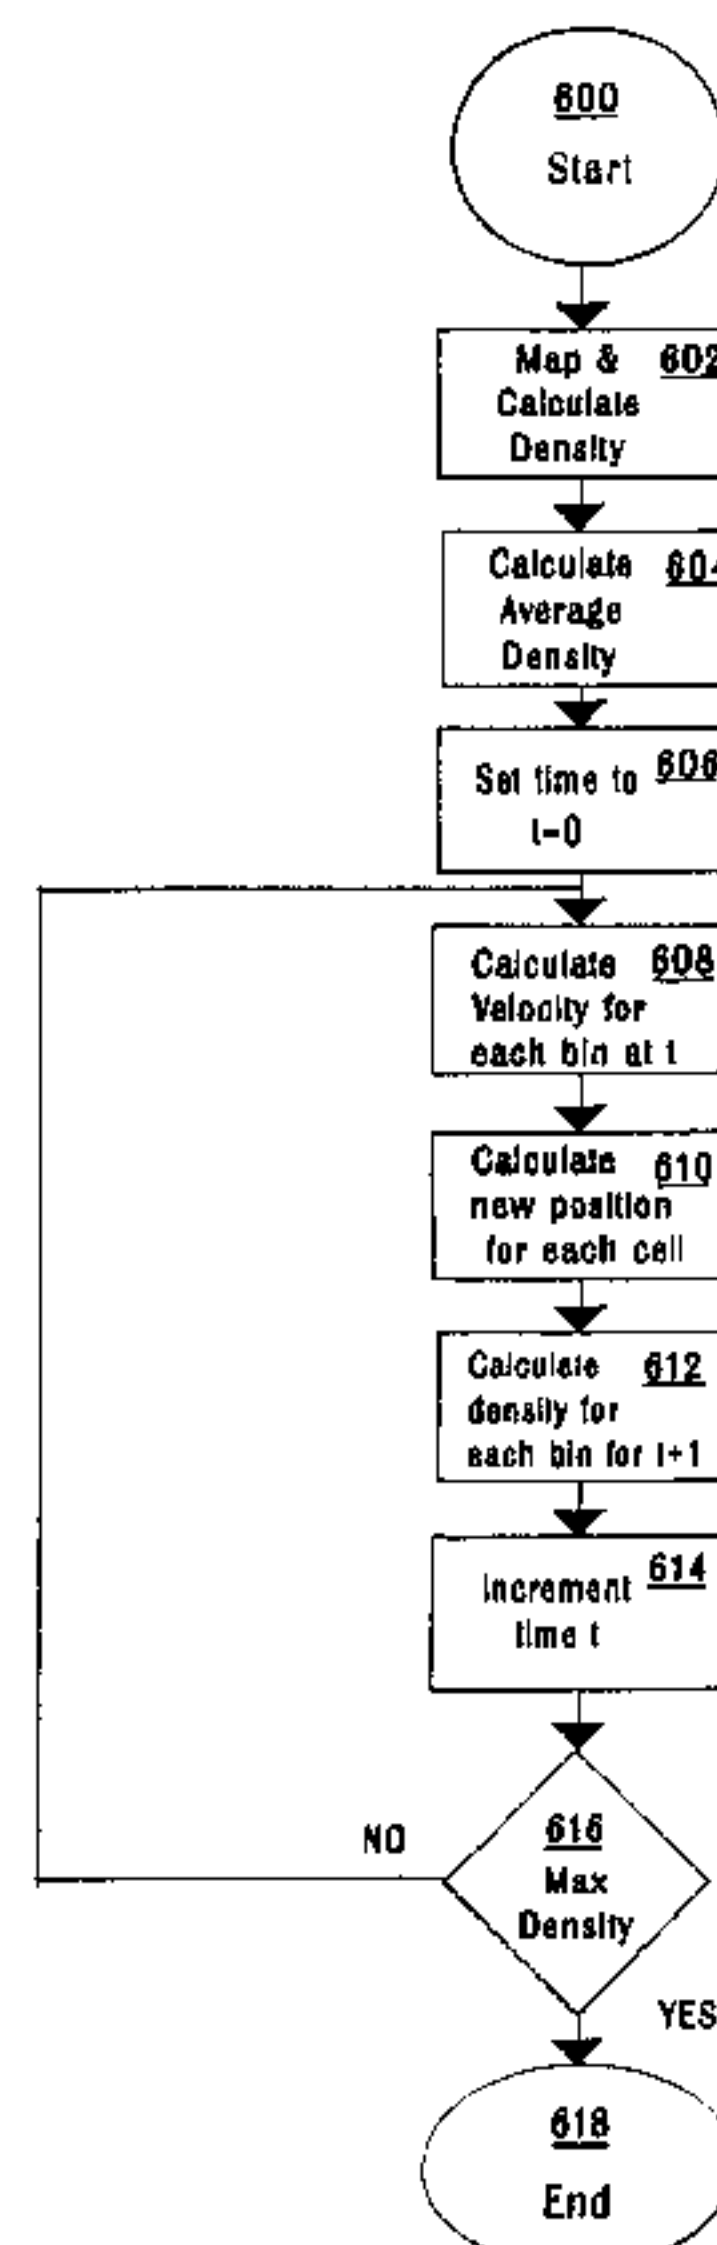 600
Start
Map & 602
Calculate
Density
Calculate 604
Average
Density
Set time to 606
t=0
Calculate 608
Velocity for
each bin at t
Calculate 610
new position
for each cell
Calculate 612
density for
each bin for t+1
Increment 614
time t
616
Max
Density
NO
YES
618
End